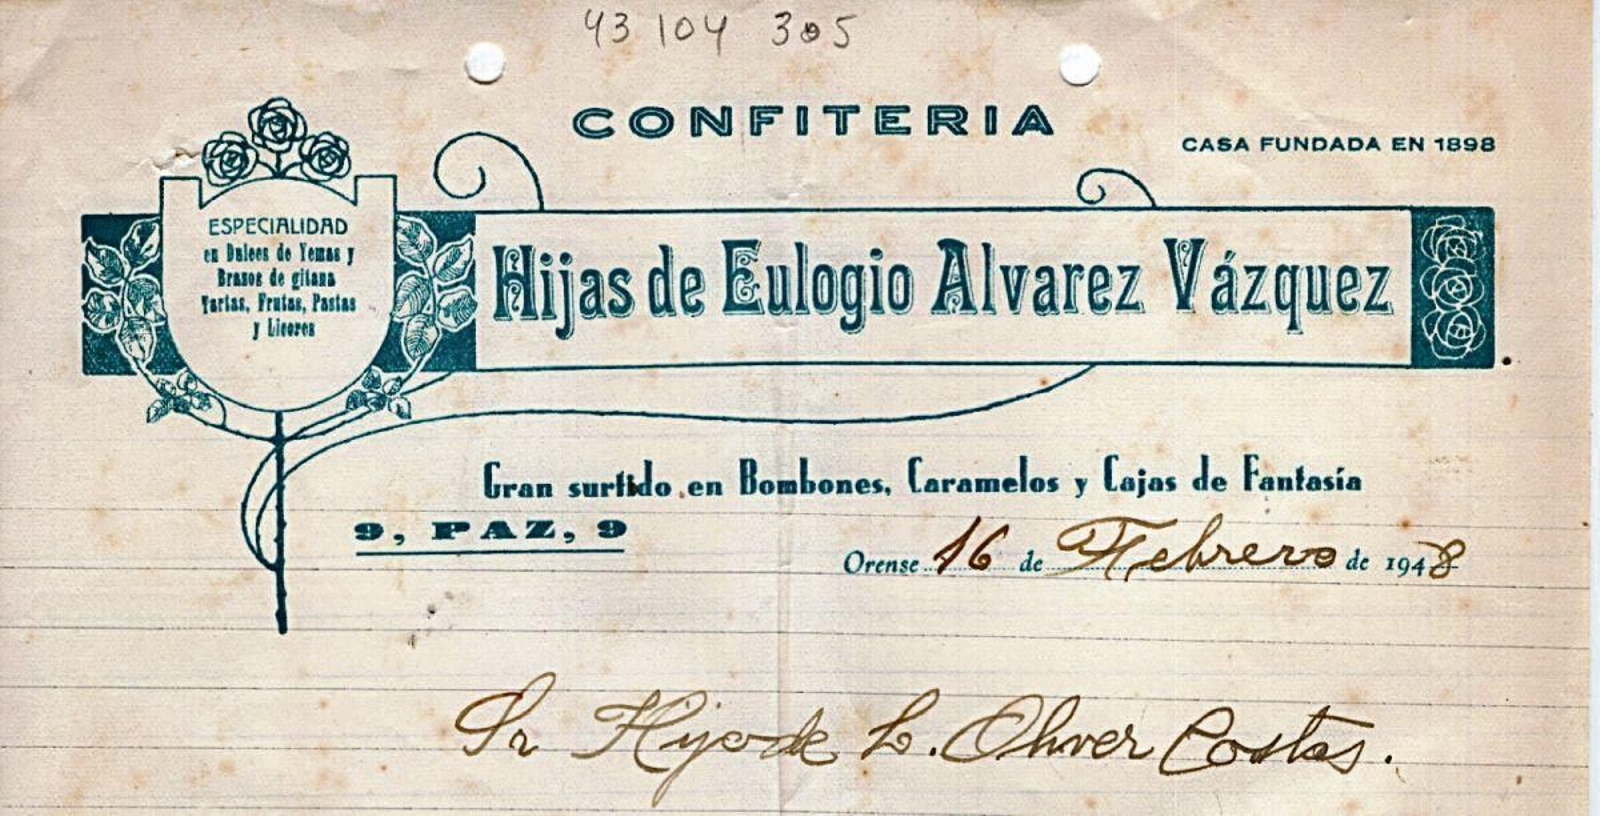 43 104 305
CONFITERIA
CASA FUNDADA EN 1898
ESPECIALIDAD
en Dulces de Yemas y
Brasos de gitana
Tartas, Frutas, Pastas
y Licores
Hijas de Eulogio Alvarez Vázquez
Gran surtido en Bombones, Caramelos y Cajas de Fantasía
9, PAZ, 9
Orense 16 de Febrero de 1948
Sr Hijo de L. Oliver Costas.